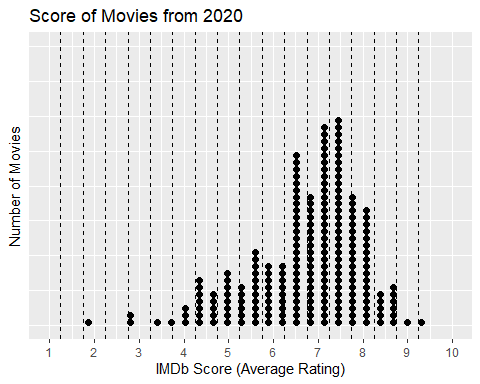 Score of Movies from 2020
Number of Movies
1 2 3 4 5 6 7 8 9 10
IMDb Score (Average Rating)